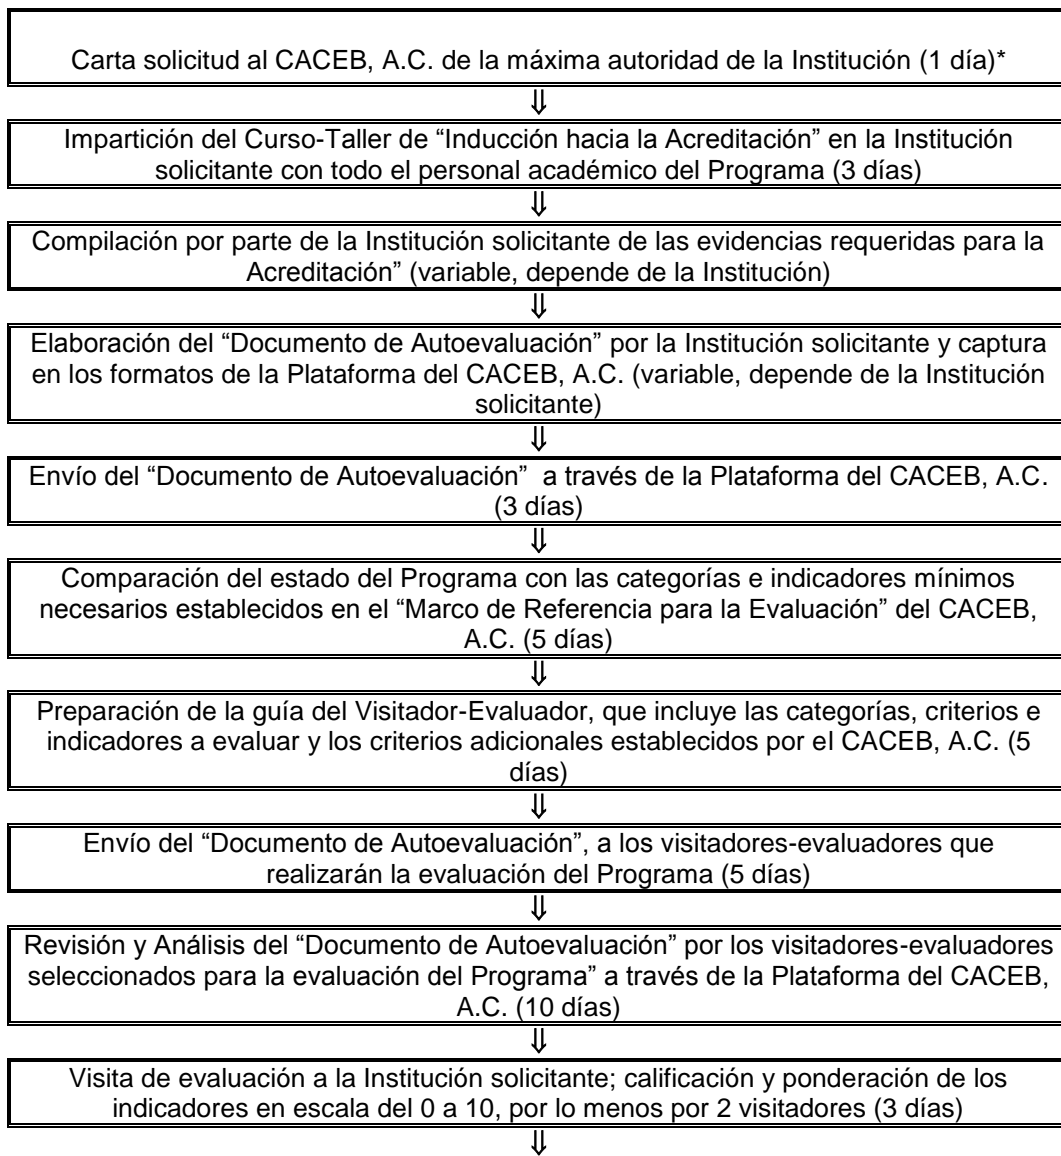 Carta solicitud al CACEB, A.C. de la máxima autoridad de la Institución (1 día)*
⇓
Impartición del Curso-Taller de “Inducción hacia la Acreditación” en la Institución
solicitante con todo el personal académico del Programa (3 días)
⇓
Compilación por parte de la Institución solicitante de las evidencias requeridas para la
Acreditación” (variable, depende de la Institución)
⇓
Elaboración del “Documento de Autoevaluación” por la Institución solicitante y captura
en los formatos de la Plataforma del CACEB, A.C. (variable, depende de la Institución
solicitante)
⇓
Envío del “Documento de Autoevaluación” a través de la Plataforma del CACEB, A.C.
(3 días)
⇓
Comparación del estado del Programa con las categorías e indicadores mínimos
necesarios establecidos en el “Marco de Referencia para la Evaluación” del CACEB,
A.C. (5 días)
⇓
Preparación de la guía del Visitador-Evaluador, que incluye las categorías, criterios e
indicadores a evaluar y los criterios adicionales establecidos por el CACEB, A.C. (5
días)
⇓
Envío del “Documento de Autoevaluación”, a los visitadores-evaluadores que
realizarán la evaluación del Programa (5 días)
⇓
Revisión y Análisis del “Documento de Autoevaluación” por los visitadores-evaluadores
seleccionados para la evaluación del Programa” a través de la Plataforma del CACEB,
A.C. (10 días)
⇓
Visita de evaluación a la Institución solicitante; calificación y ponderación de los
indicadores en escala del 0 a 10, por lo menos por 2 visitadores (3 días)
⇓